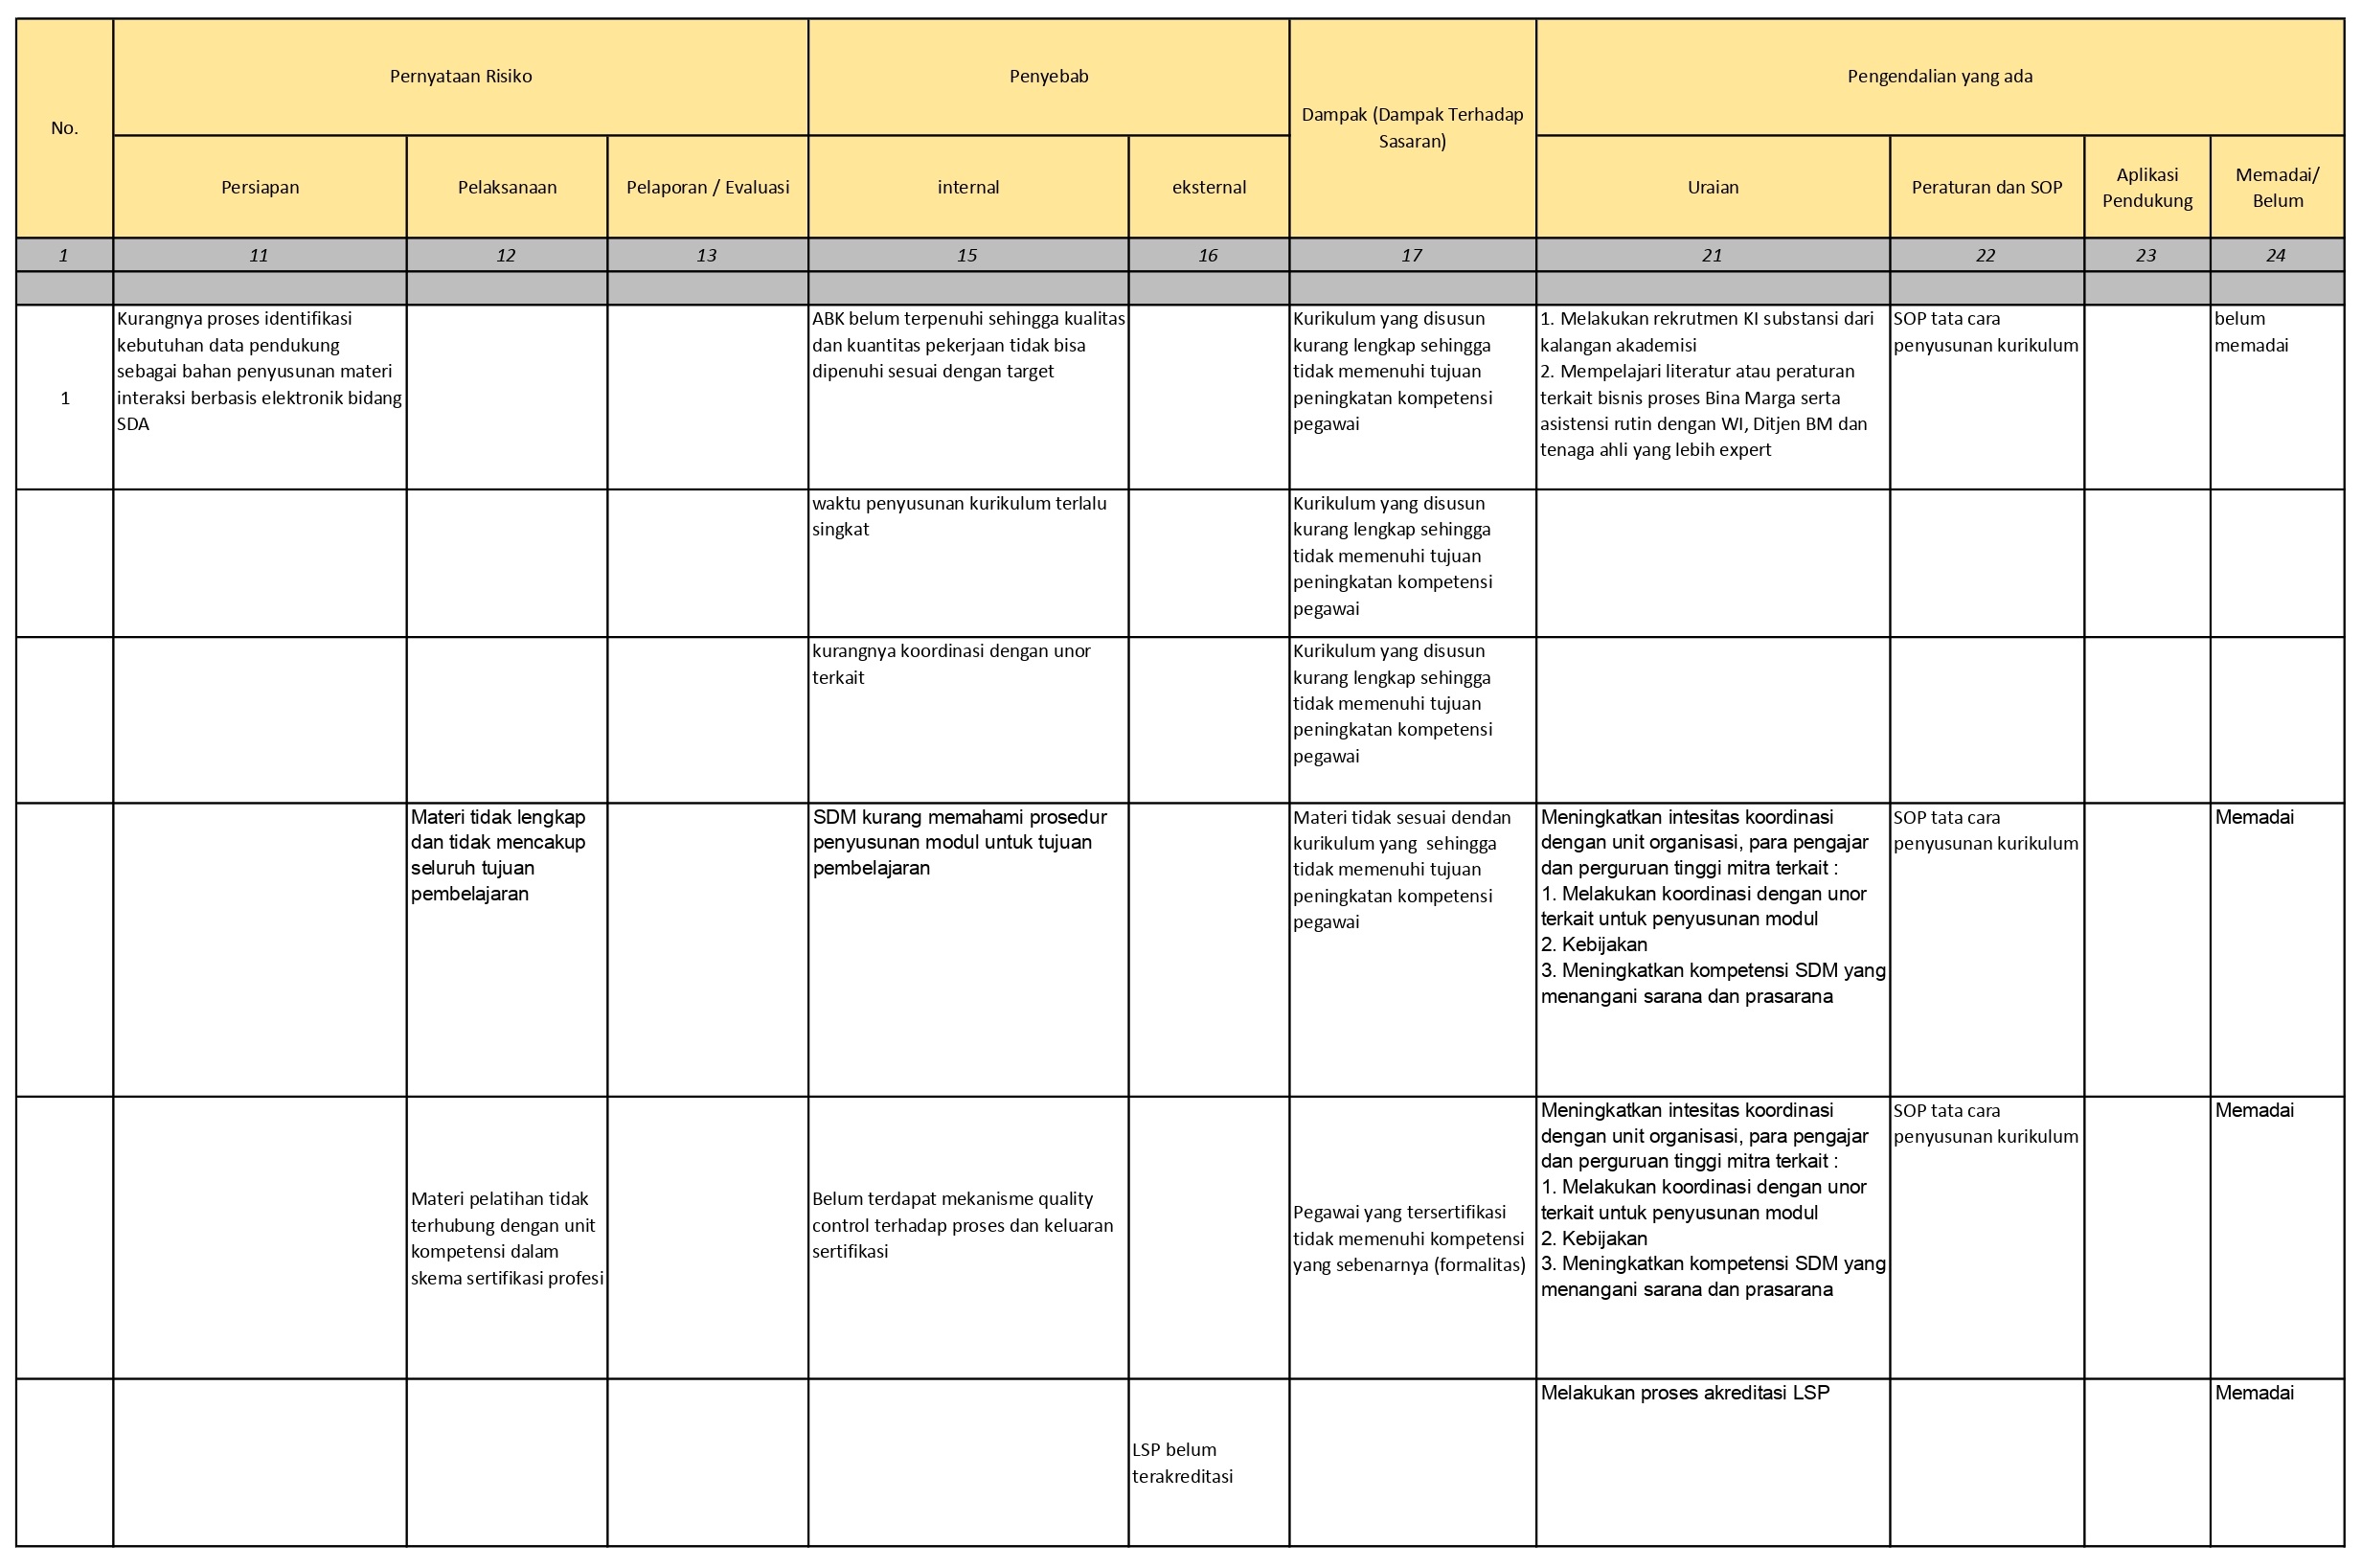 No.
Pernyataan Risiko
Penyebab
Dampak (Dampak Terhadap
Sasaran)
Pengendalian yang ada
Persiapan
Pelaksanaan
Pelaporan / Evaluasi
internal
eksternal
Uraian
Peraturan dan SOP
Aplikasi
Pendukung
Memadai/
Belum
1
11
12
13
15
16
17
21
22
23
24
1
Kurangnya proses identifikasi
kebutuhan data pendukung
sebagai bahan penyusunan materi
interaksi berbasis elektronik bidang
SDA
ABK belum terpenuhi sehingga kualitas
dan kuantitas pekerjaan tidak bisa
dipenuhi sesuai dengan target
Kurikulum yang disusun
kurang lengkap sehingga
tidak memenuhi tujuan
peningkatan kompetensi
pegawai
1. Melakukan rekrutmen KI substansi dari
kalangan akademisi
2. Mempelajari literatur atau peraturan
terkait bisnis proses Bina Marga serta
asistensi rutin dengan WI, Ditjen BM dan
tenaga ahli yang lebih expert
SOP tata cara
penyusunan kurikulum
belum
memadai
waktu penyusunan kurikulum terlalu
singkat
Kurikulum yang disusun
kurang lengkap sehingga
tidak memenuhi tujuan
peningkatan kompetensi
pegawai
kurangnya koordinasi dengan unor
terkait
Kurikulum yang disusun
kurang lengkap sehingga
tidak memenuhi tujuan
peningkatan kompetensi
pegawai
Materi tidak lengkap
dan tidak mencakup
seluruh tujuan
pembelajaran
SDM kurang memahami prosedur
penyusunan modul untuk tujuan
pembelajaran
Materi tidak sesuai dendan
kurikulum yang  sehingga
tidak memenuhi tujuan
peningkatan kompetensi
pegawai
Meningkatkan intesitas koordinasi
dengan unit organisasi, para pengajar
dan perguruan tinggi mitra terkait :
1. Melakukan koordinasi dengan unor
terkait untuk penyusunan modul
2. Kebijakan
3. Meningkatkan kompetensi SDM yang
menangani sarana dan prasarana
SOP tata cara
penyusunan kurikulum
Memadai
Materi pelatihan tidak
terhubung dengan unit
kompetensi dalam
skema sertifikasi profesi
Belum terdapat mekanisme quality
control terhadap proses dan keluaran
sertifikasi
Pegawai yang tersertifikasi
tidak memenuhi kompetensi
yang sebenarnya (formalitas)
Meningkatkan intesitas koordinasi
dengan unit organisasi, para pengajar
dan perguruan tinggi mitra terkait :
1. Melakukan koordinasi dengan unor
terkait untuk penyusunan modul
2. Kebijakan
3. Meningkatkan kompetensi SDM yang
menangani sarana dan prasarana
SOP tata cara
penyusunan kurikulum
Memadai
LSP belum
terakreditasi
Melakukan proses akreditasi LSP
Memadai